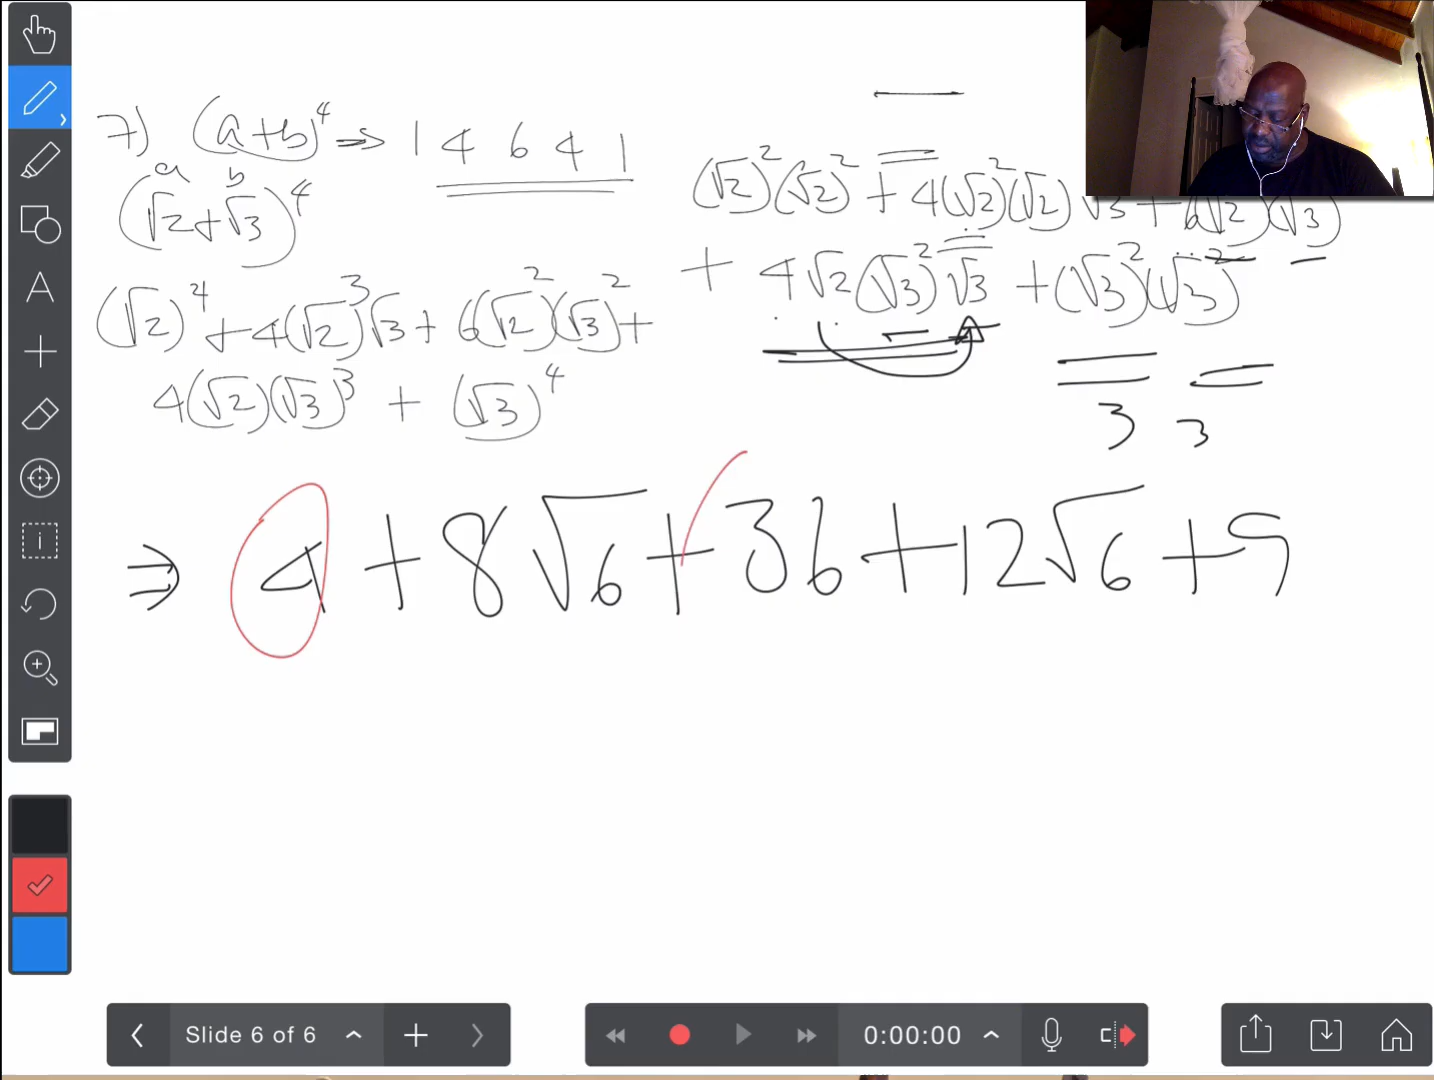 7) (a+b)⁴ ⇒ 1 4 6 4 1
a b
(√2+√3)⁴
(√2)⁴ + 4(√2)³√3 + 6(√2)²(√3)² +
4(√2)(√3)³ + (√3)⁴
(√2)²(√2)² + 4(√2)²(√2)√3 + 6(√2)(√3)
+ 4√2(√3)²√3 + (√3)²(√3)²
3 3
⇒ 4 + 8√6 + 36 + 12√6 + 9
A
i
Slide 6 of 6
0:00:00